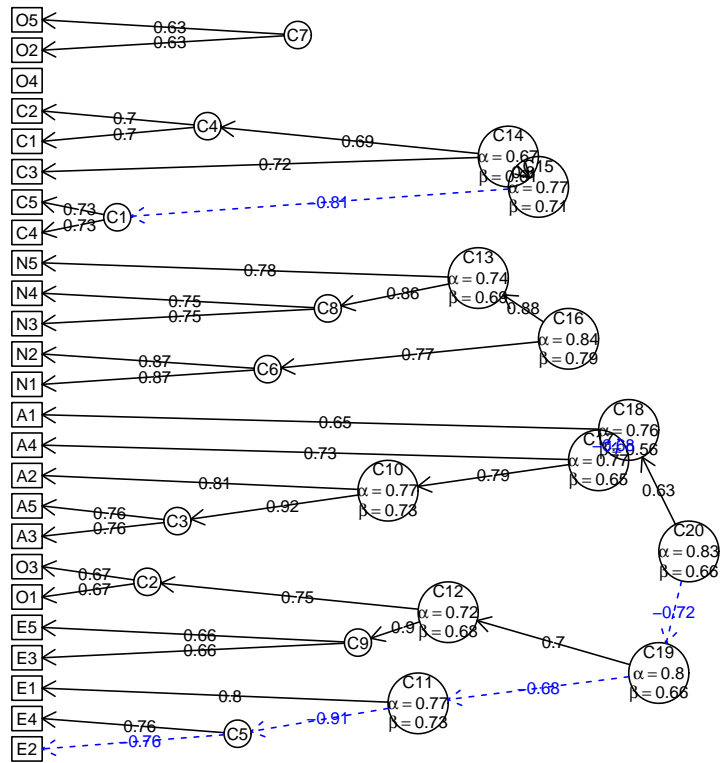 O5
O2
O4
C2
C1
C3
C5
C4
N5
N4
N3
N2
N1
A1
A4
A2
A5
A3
O3
O1
E5
E3
E1
E4
E2
0.63
0.63
C7
0.7
0.7
C4
0.69
0.72
C14
α = 0.67
C15
α = 0.77
β = 0.71
0.73
0.73
C1
−0.81
0.78
C13
α = 0.74
β = 0.69
0.75
0.75
C8
0.86
0.88
C16
α = 0.84
β = 0.79
0.87
0.87
C6
0.77
0.65
C18
α = 0.76
0.73
α = 0.77
β = 0.65
0.81
C10
α = 0.77
β = 0.73
0.79
0.76
0.76
C3
0.92
0.63
C20
α = 0.83
β = 0.66
0.67
0.67
C2
0.75
C12
α = 0.72
β = 0.68
0.66
0.66
C9
0.9
0.7
−0.72
C19
α = 0.8
β = 0.66
0.8
C11
α = 0.77
β = 0.73
−0.68
0.76
−0.76
C5
−0.91